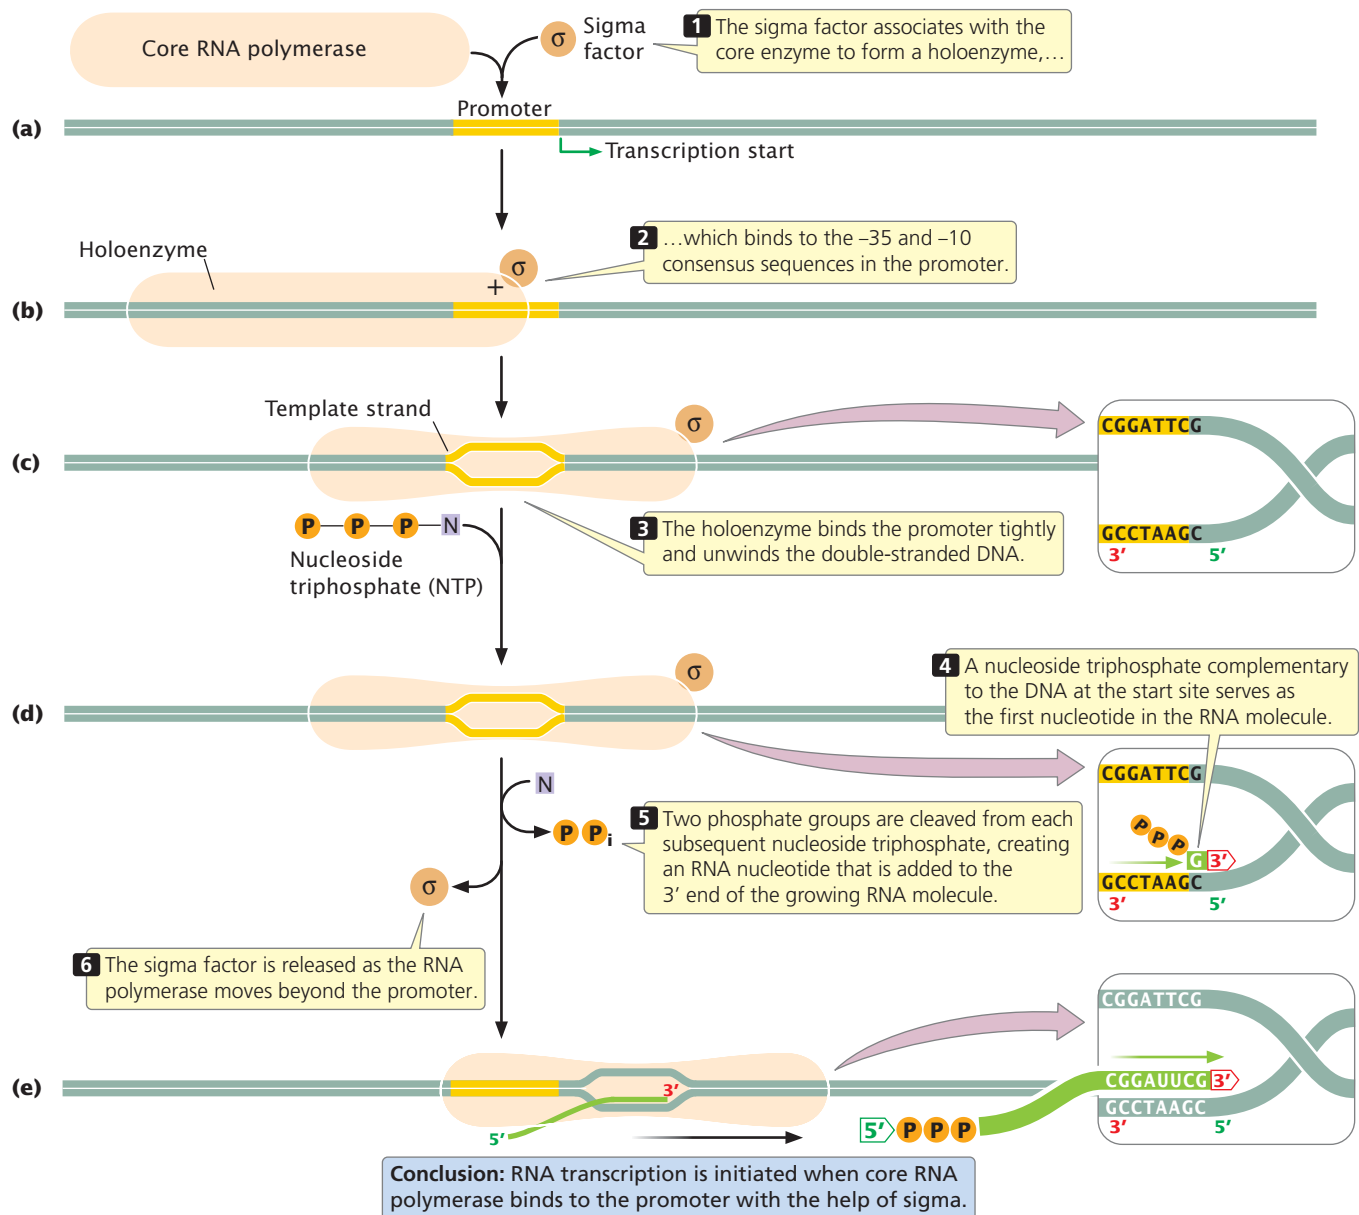 Core RNA polymerase
σ
Sigma
factor
1 The sigma factor associates with the
core enzyme to form a holoenzyme,…
Promoter
(a)
Transcription start
Holoenzyme
σ
+
2 …which binds to the –35 and –10
consensus sequences in the promoter.
(b)
Template strand
σ
(c)
CGGATTCG
GCCTAAGC
3′ 5′
P P P N
Nucleoside
triphosphate (NTP)
3 The holoenzyme binds the promoter tightly
and unwinds the double-stranded DNA.
σ
(d)
4 A nucleoside triphosphate complementary
to the DNA at the start site serves as
the first nucleotide in the RNA molecule.
CGGATTCG
P P P
G 3′
GCCTAAGC
3′ 5′
N
P Pi
5 Two phosphate groups are cleaved from each
subsequent nucleoside triphosphate, creating
an RNA nucleotide that is added to the
3′ end of the growing RNA molecule.
σ
6 The sigma factor is released as the RNA
polymerase moves beyond the promoter.
(e)
3′
5′
CGGATTCG
CGGAUUCG 3′
GCCTAAGC
3′ 5′
5′ P P P
Conclusion: RNA transcription is initiated when core RNA
polymerase binds to the promoter with the help of sigma.